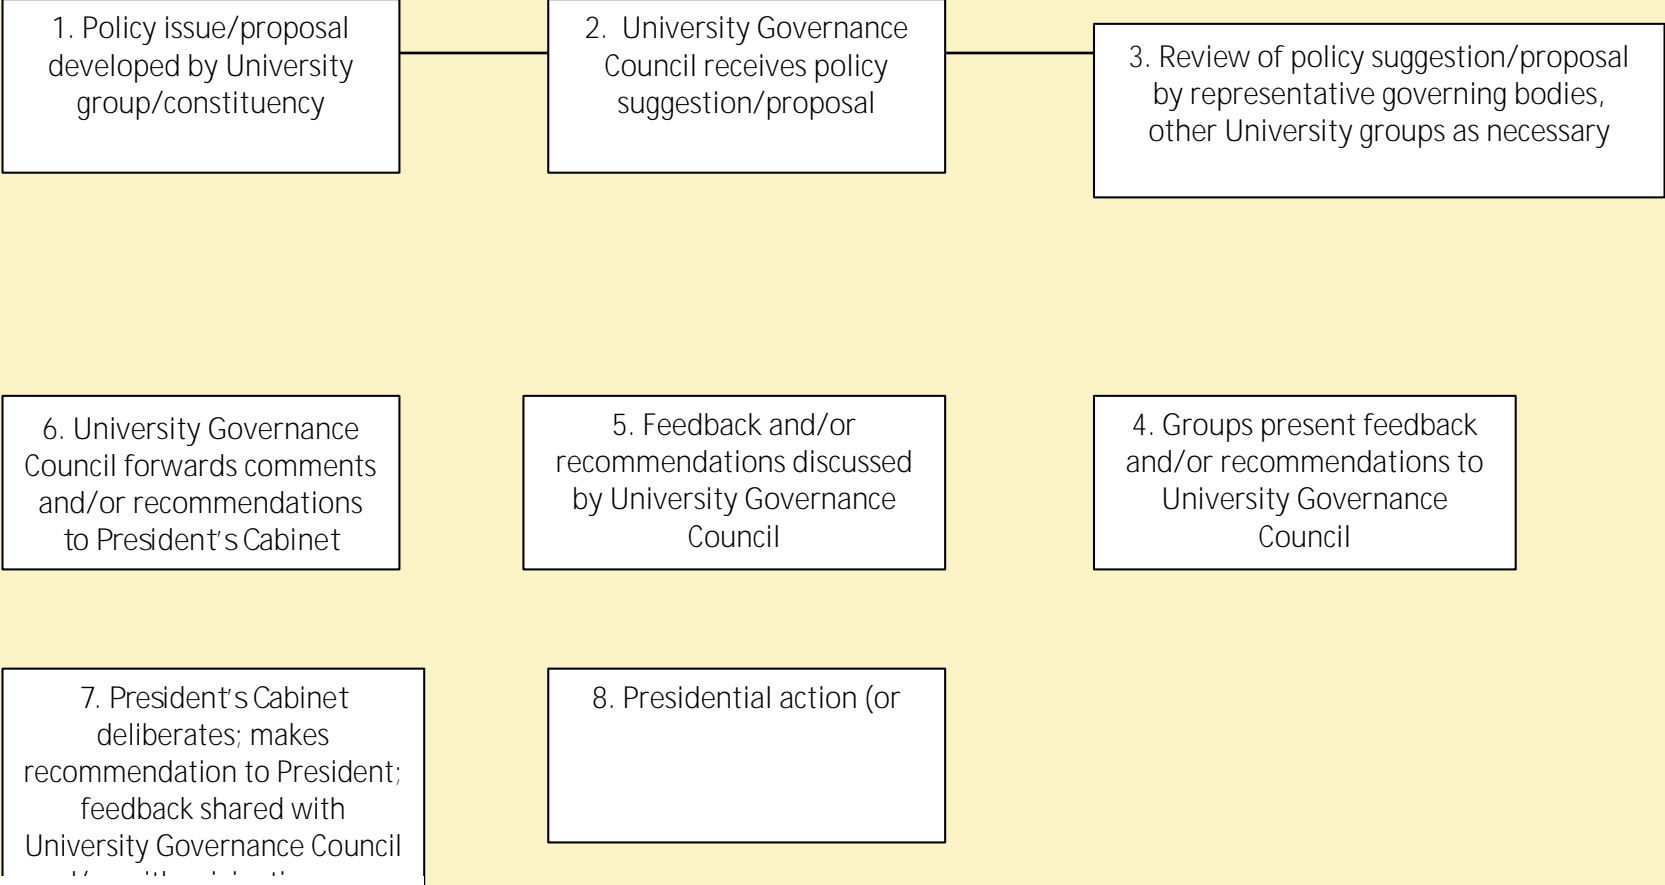 1. Policy issue/proposal
developed by University
group/constituency
2. University Governance
Council receives policy
suggestion/proposal
3. Review of policy suggestion/proposal
by representative governing bodies,
other University groups as necessary
6. University Governance
Council forwards comments
and/or recommendations
to President's Cabinet
5. Feedback and/or
recommendations discussed
by University Governance
Council
4. Groups present feedback
and/or recommendations to
University Governance
Council
7. President's Cabinet
deliberates; makes
recommendation to President;
feedback shared with
University Governance Council
8. Presidential action (or